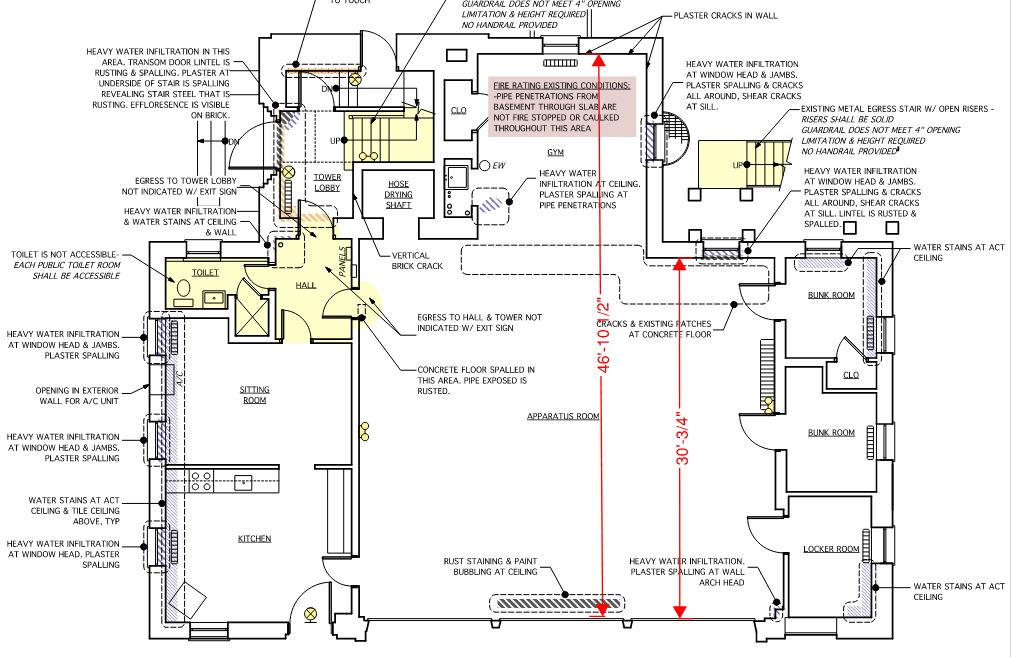 TO TOUCH
GUARDRAIL DOES NOT MEET 4" OPENING
LIMITATION & HEIGHT REQUIRED
NO HANDRAIL PROVIDED
PLASTER CRACKS IN WALL
HEAVY WATER INFILTRATION IN THIS
AREA. TRANSOM DOOR LINTEL IS
RUSTING & SPALLING. PLASTER AT
UNDERSIDE OF STAIR IS SPALLING
REVEALING STAIR STEEL THAT IS
RUSTING. EFFLORESENCE IS VISIBLE
ON BRICK.
DN
DN
UP
CLO
FIRE RATING EXISTING CONDITIONS:
-PIPE PENETRATIONS FROM
BASEMENT THROUGH SLAB ARE
NOT FIRE STOPPED OR CAULKED
THROUGHOUT THIS AREA
GYM
EW
HEAVY WATER INFILTRATION
AT WINDOW HEAD & JAMBS.
PLASTER SPALLING & CRACKS
ALL AROUND, SHEAR CRACKS
AT SILL.
EXISTING METAL EGRESS STAIR W/ OPEN RISERS -
RISERS SHALL BE SOLID
GUARDRAIL DOES NOT MEET 4" OPENING
LIMITATION & HEIGHT REQUIRED
NO HANDRAIL PROVIDED
UP
HEAVY WATER INFILTRATION
AT WINDOW HEAD & JAMBS.
PLASTER SPALLING & CRACKS
ALL AROUND, SHEAR CRACKS
AT SILL. LINTEL IS RUSTED &
SPALLED.
EGRESS TO TOWER LOBBY
NOT INDICATED W/ EXIT SIGN
TOWER
LOBBY
HOSE
DRYING
SHAFT
HEAVY WATER
INFILTRATION AT CEILING.
PLASTER SPALLING AT
PIPE PENETRATIONS
HEAVY WATER INFILTRATION
& WATER STAINS AT CEILING
& WALL
TOILET IS NOT ACCESSIBLE-
EACH PUBLIC TOILET ROOM
SHALL BE ACCESSIBLE
TOILET
PANELS
HALL
VERTICAL
BRICK CRACK
WATER STAINS AT ACT
CEILING
BUNK ROOM
EGRESS TO HALL & TOWER NOT
INDICATED W/ EXIT SIGN
CRACKS & EXISTING PATCHES
AT CONCRETE FLOOR
46'-10 1/2"
30'-3/4"
HEAVY WATER INFILTRATION
AT WINDOW HEAD & JAMBS.
PLASTER SPALLING
CONCRETE FLOOR SPALLED IN
THIS AREA. PIPE EXPOSED IS
RUSTED.
A/C
CLO
OPENING IN EXTERIOR
WALL FOR A/C UNIT
SITTING
ROOM
APPARATUS ROOM
BUNK ROOM
HEAVY WATER INFILTRATION
AT WINDOW HEAD & JAMBS.
PLASTER SPALLING
WATER STAINS AT ACT
CEILING & TILE CEILING
ABOVE, TYP
KITCHEN
LOCKER ROOM
HEAVY WATER INFILTRATION
AT WINDOW HEAD. PLASTER
SPALLING
RUST STAINING & PAINT
BUBBLING AT CEILING
HEAVY WATER INFILTRATION.
PLASTER SPALLING AT WALL
ARCH HEAD
WATER STAINS AT ACT
CEILING